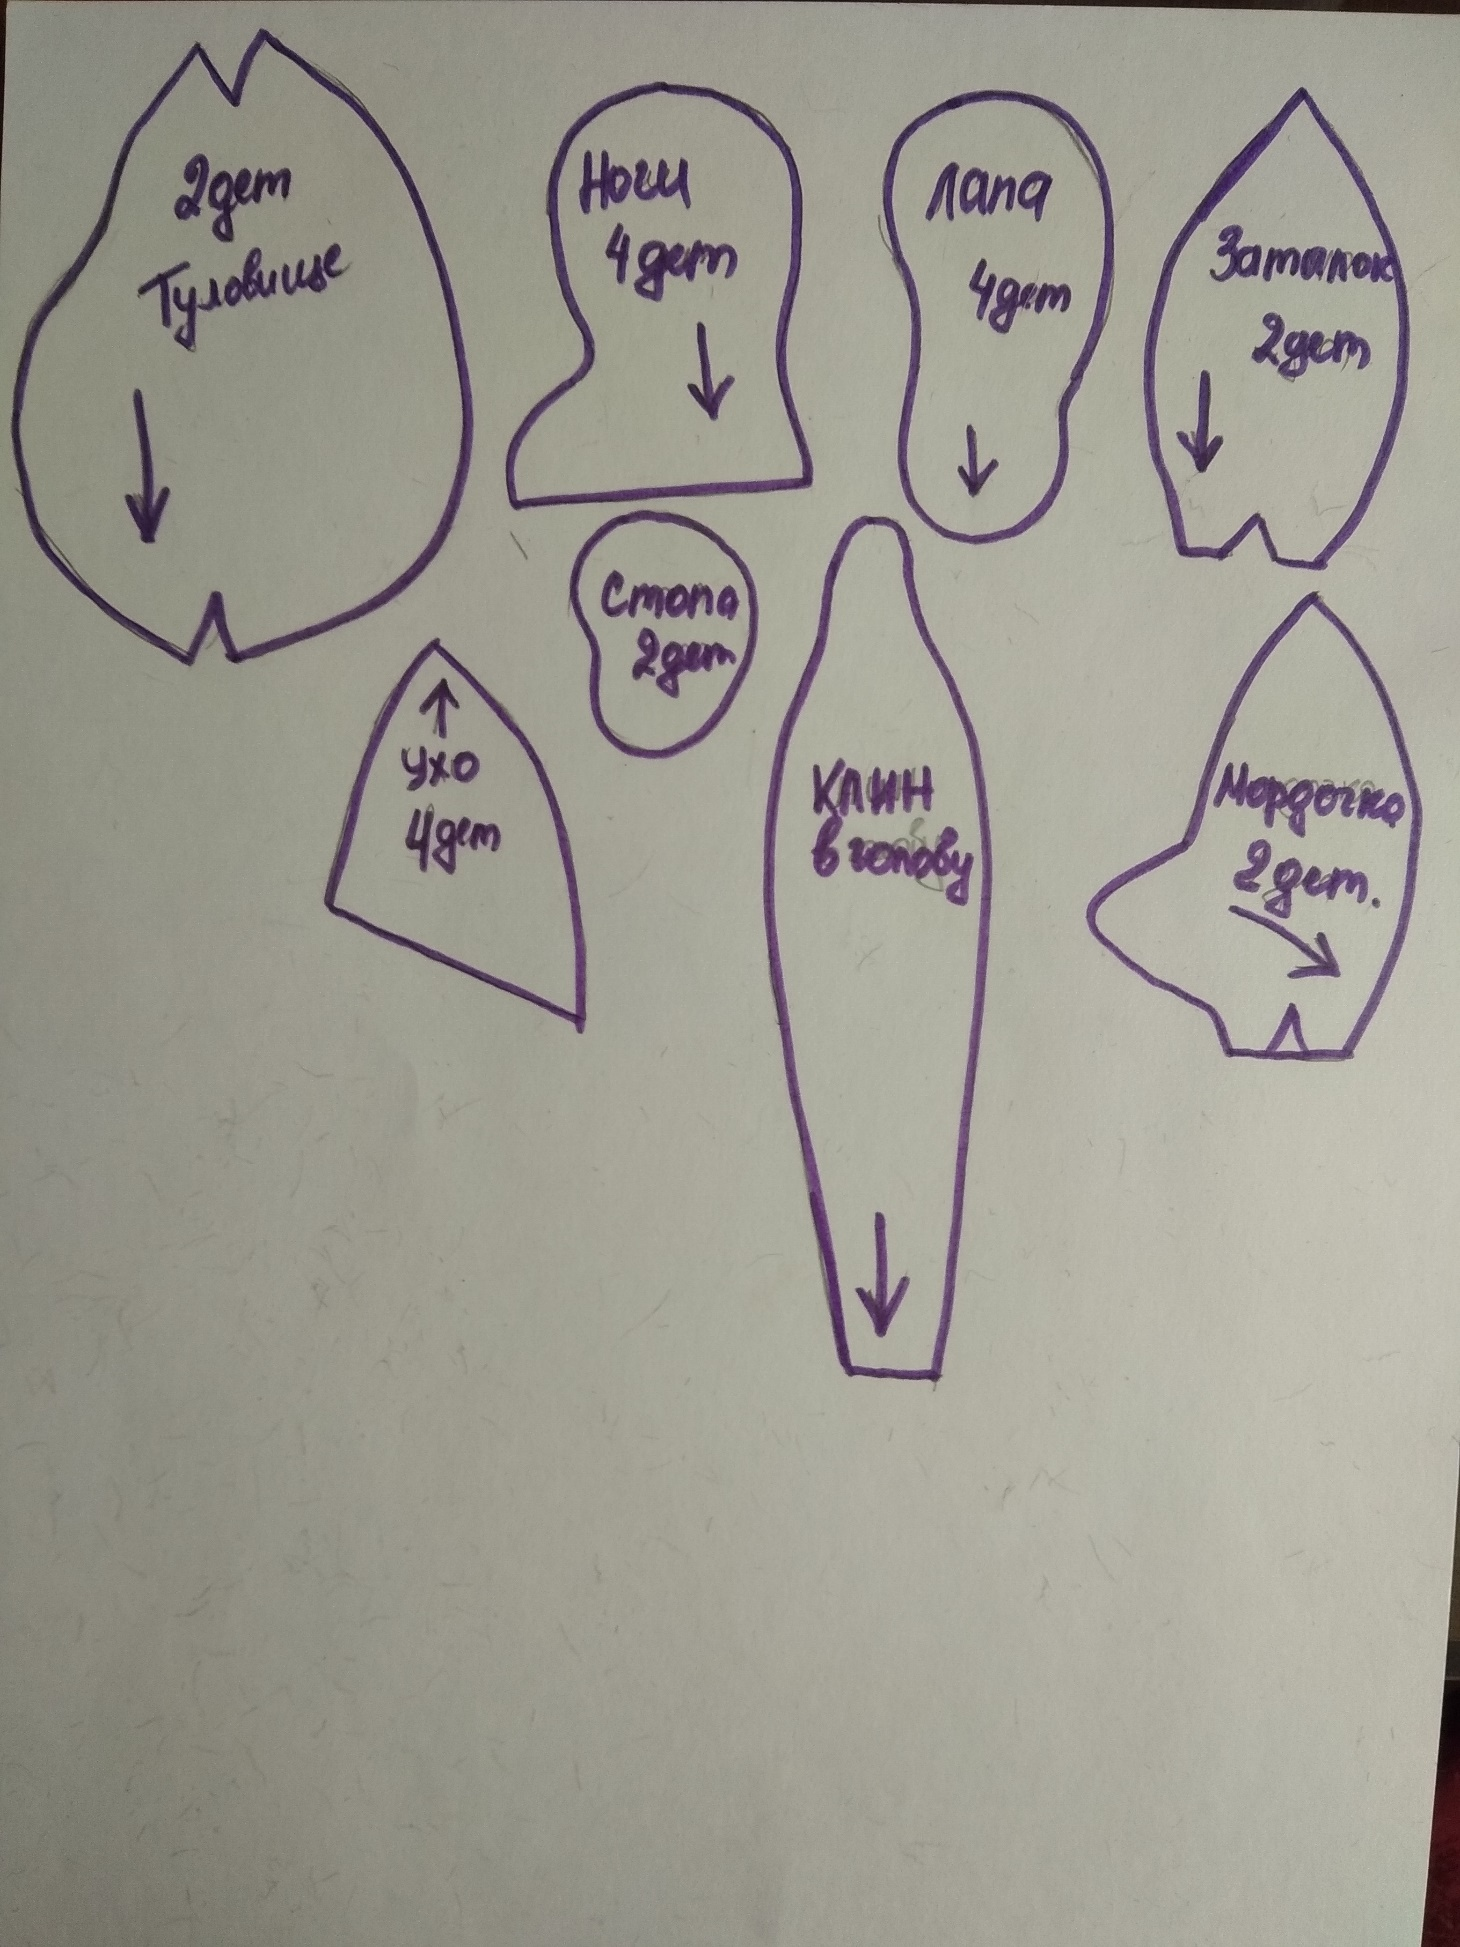 2дет
Туловище
Ноги
4дет
Лапа
4дет
Затылок
2дет
Стопа
2дет
Ухо
4дет
Клин
в голову
Мордочка
2дет.